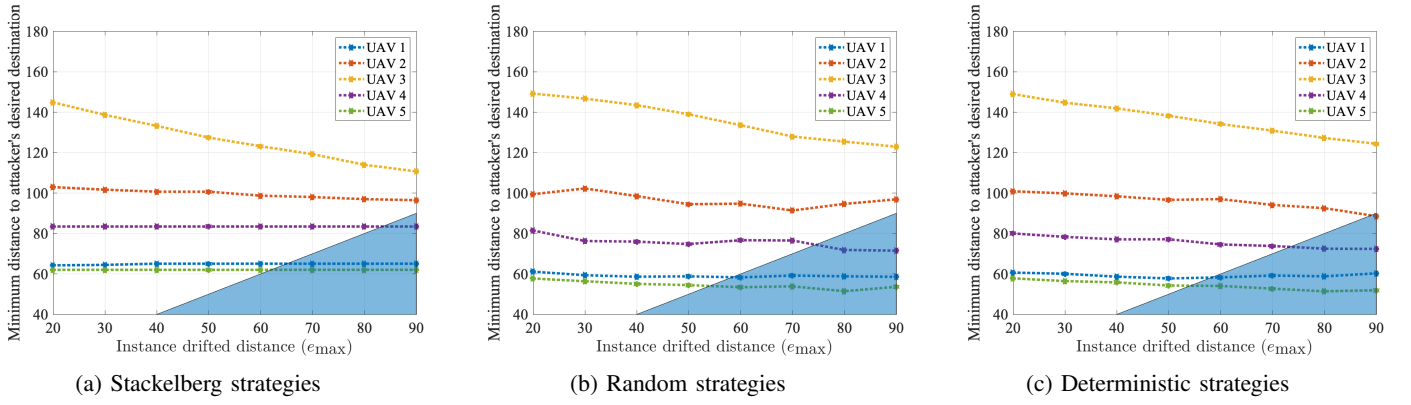 Minimum distance to attacker's desired destination
180
160
140
120
100
80
60
40
20 30 40 50 60 70 80 90
Instance drifted distance (emax)
UAV 1
UAV 2
UAV 3
UAV 4
UAV 5
(a) Stackelberg strategies
Minimum distance to attacker's desired destination
180
160
140
120
100
80
60
40
20 30 40 50 60 70 80 90
Instance drifted distance (emax)
UAV 1
UAV 2
UAV 3
UAV 4
UAV 5
(b) Random strategies
Minimum distance to attacker's desired destination
180
160
140
120
100
80
60
40
20 30 40 50 60 70 80 90
Instance drifted distance (emax)
UAV 1
UAV 2
UAV 3
UAV 4
UAV 5
(c) Deterministic strategies